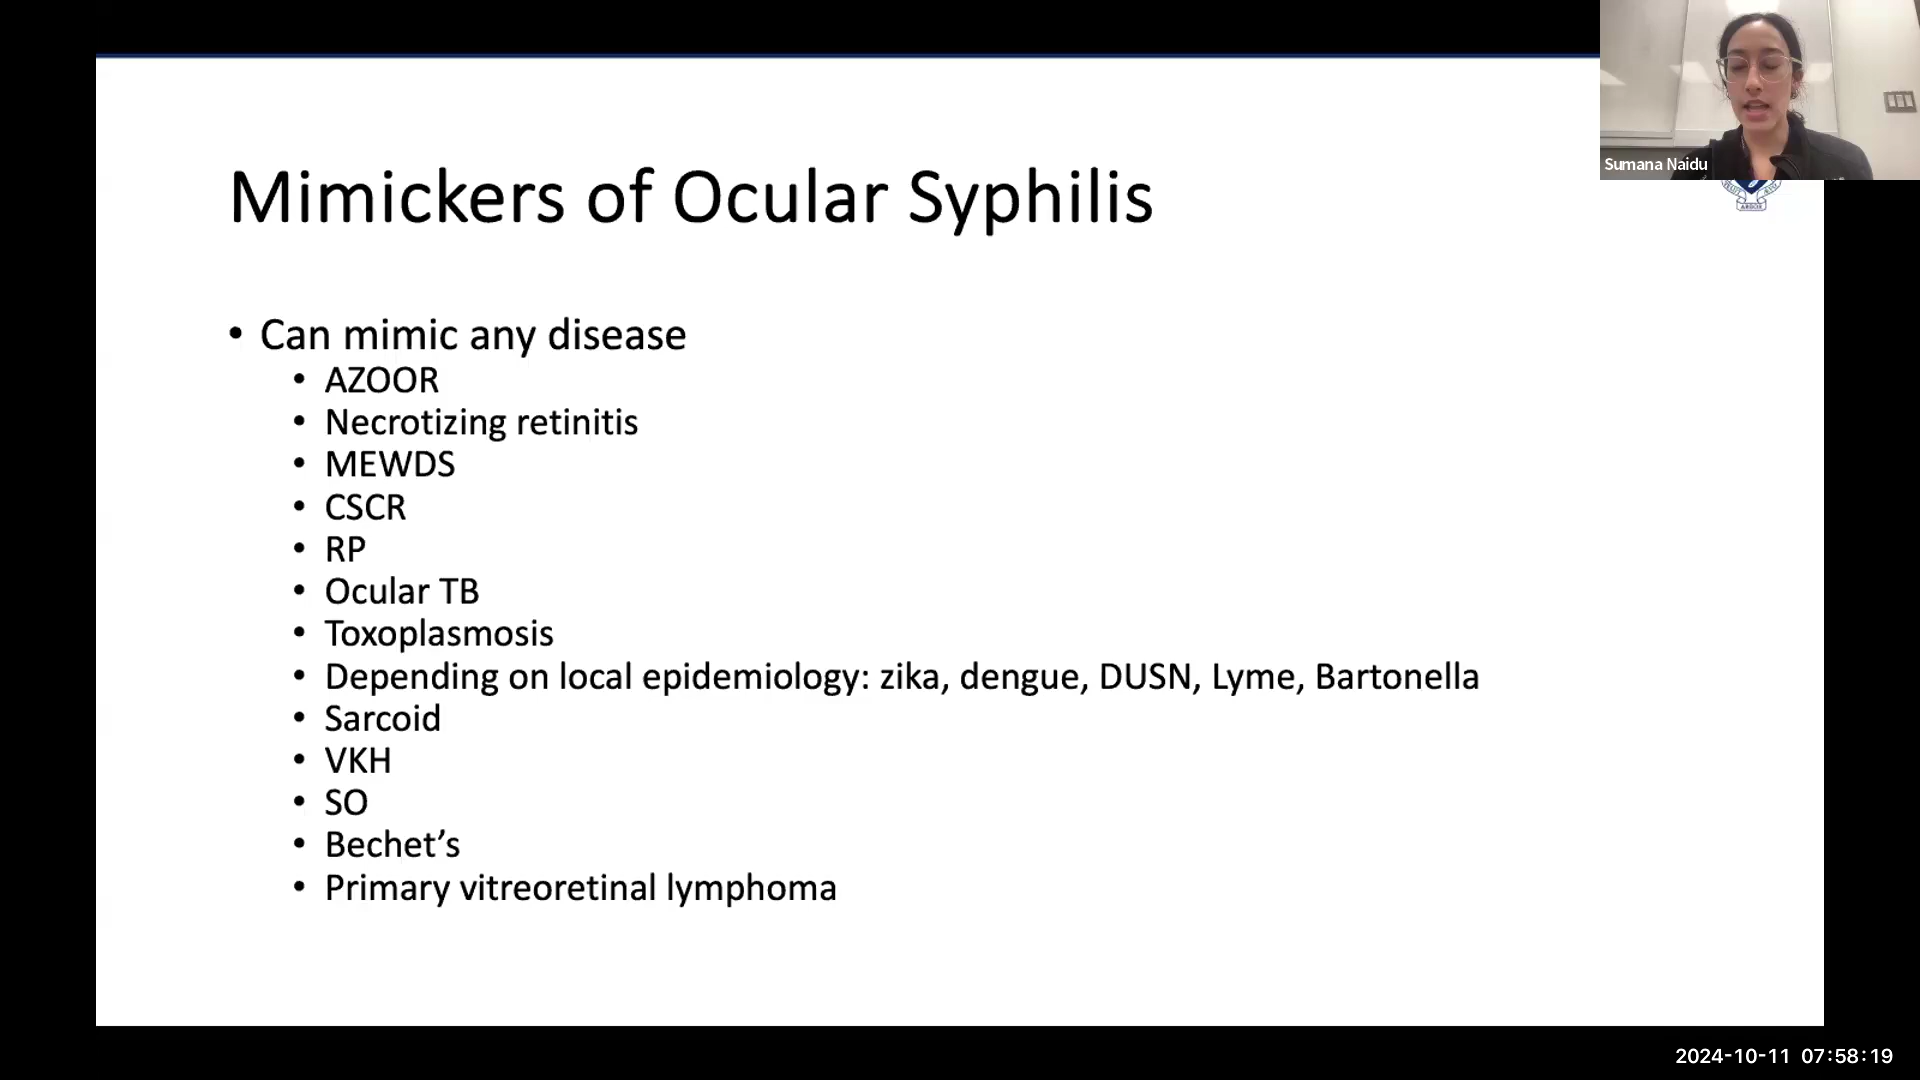 Sumana Naidu
Mimickers of Ocular Syphilis
• Can mimic any disease
• AZOOR
• Necrotizing retinitis
• MEWDS
• CSCR
• RP
• Ocular TB
• Toxoplasmosis
• Depending on local epidemiology: zika, dengue, DUSN, Lyme, Bartonella
• Sarcoid
• VKH
• SO
• Bechet’s
• Primary vitreoretinal lymphoma
2024-10-11 07:58:19